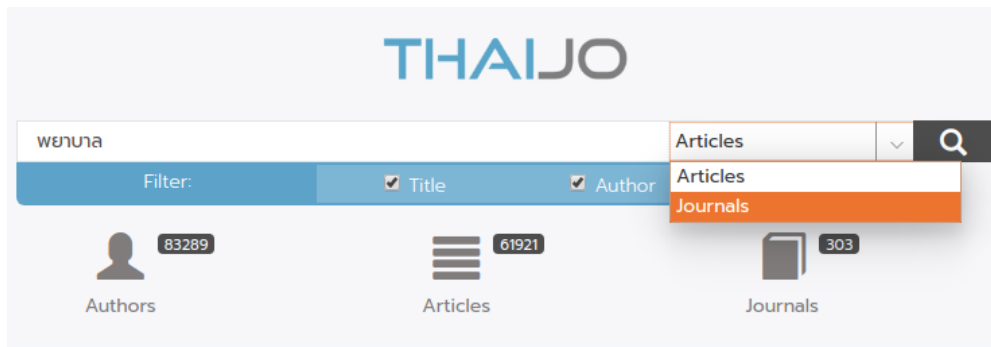 THAIJO
พยาบาล Articles
Filter: Title Author Articles
Journals
83289 61921 303
Authors Articles Journals